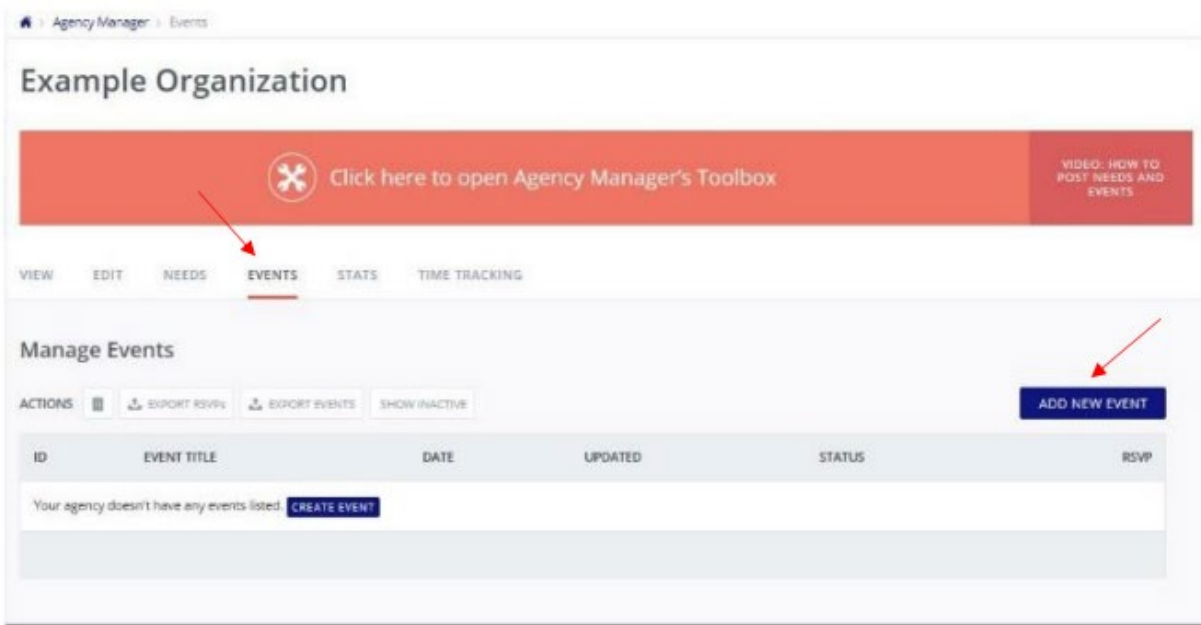 Agency Manager > Events
Example Organization
Click here to open Agency Manager's Toolbox
VIDEO: HOW TO
POST NEEDS AND
EVENTS
VIEW EDIT NEEDS EVENTS STATS TIME TRACKING
Manage Events
ACTIONS EXPORT RSVPs EXPORT EVENTS SHOW INACTIVE ADD NEW EVENT
ID EVENT TITLE DATE UPDATED STATUS RSVP
Your agency doesn't have any events listed. CREATE EVENT